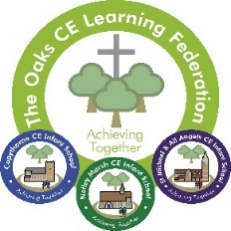 The Oaks CE Learning Federation
Achieving
Together
Copythorne CE Infant School
Achieving Together
Netley Marsh CE Infant School
Achieving Together
St Michael & All Angels CE Infant School
Achieving Together